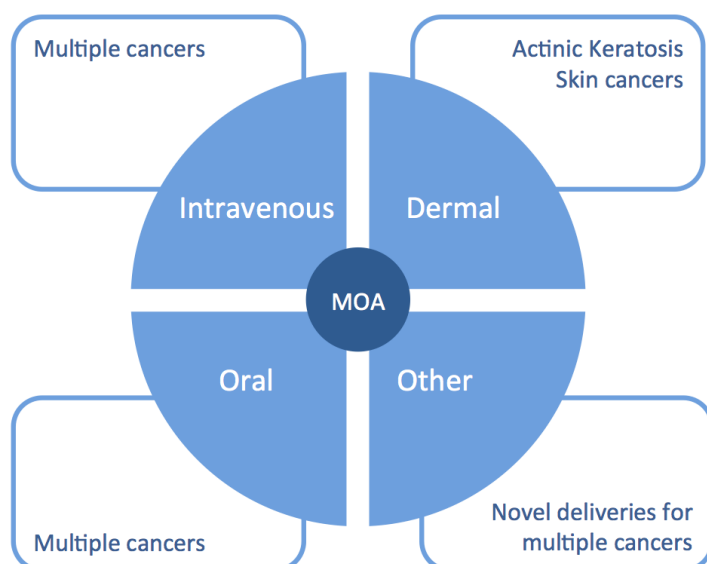 Multiple cancers
Actinic Keratosis
Skin cancers
Intravenous
Dermal
MOA
Oral
Other
Multiple cancers
Novel deliveries for
multiple cancers